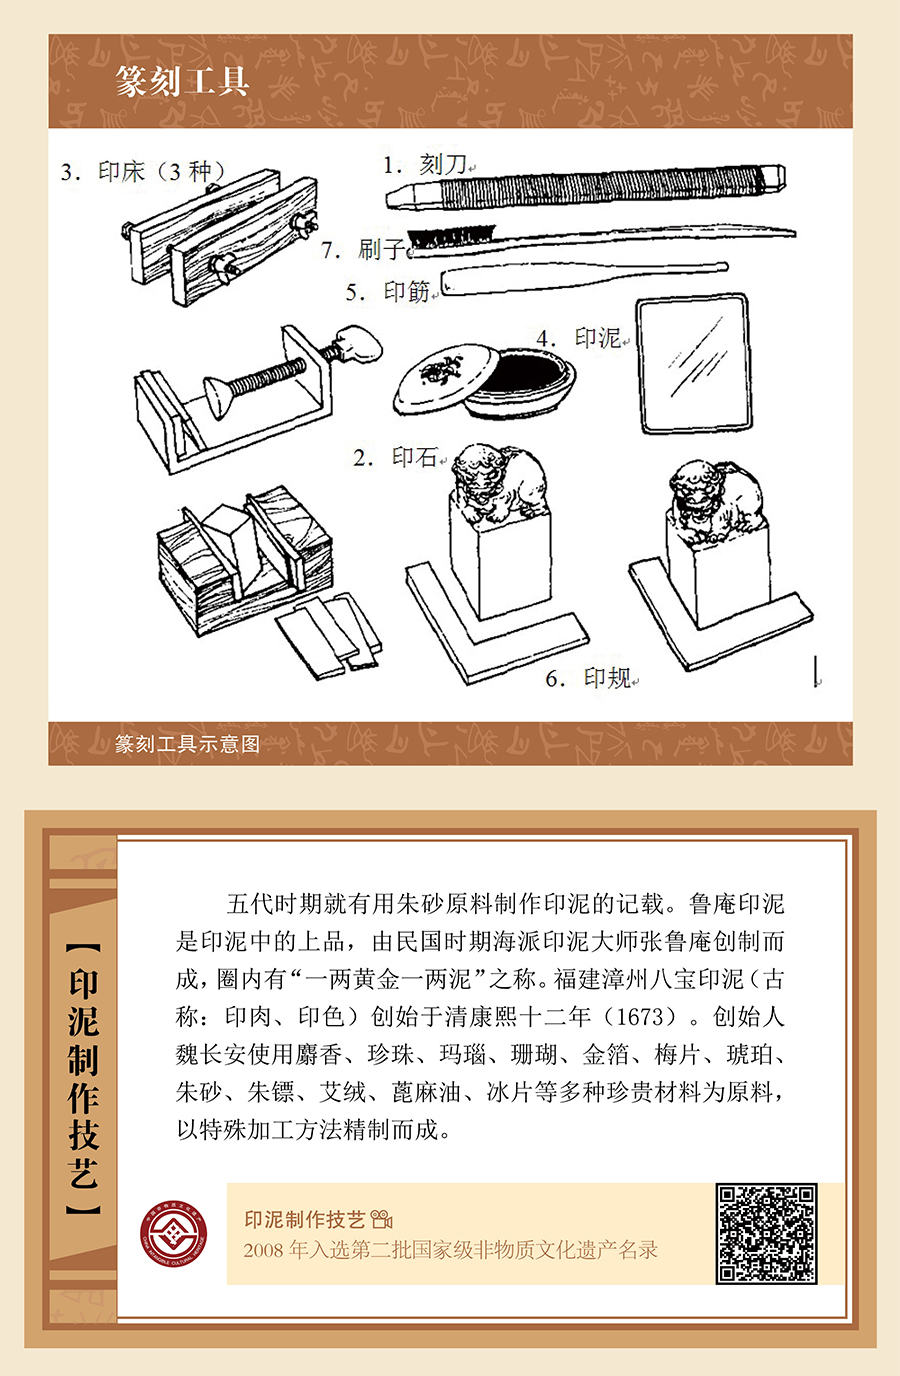 篆刻工具
3. 印床（3 种）
1. 刻刀
7. 刷子
5. 印筯
4. 印泥
2. 印石
6. 印规
篆刻工具示意图
【印泥制作技艺】
五代时期就有用朱砂原料制作印泥的记载。鲁庵印泥
是印泥中的上品，由民国时期海派印泥大师张鲁庵创制而
成，圈内有“一两黄金一两泥”之称。福建漳州八宝印泥（古
称：印肉、印色）创始于清康熙十二年（1673）。创始人
魏长安使用麝香、珍珠、玛瑙、珊瑚、金箔、梅片、琥珀、
朱砂、朱镖、艾绒、蓖麻油、冰片等多种珍贵材料为原料，
以特殊加工方法精制而成。
印泥制作技艺
2008 年入选第二批国家级非物质文化遗产名录